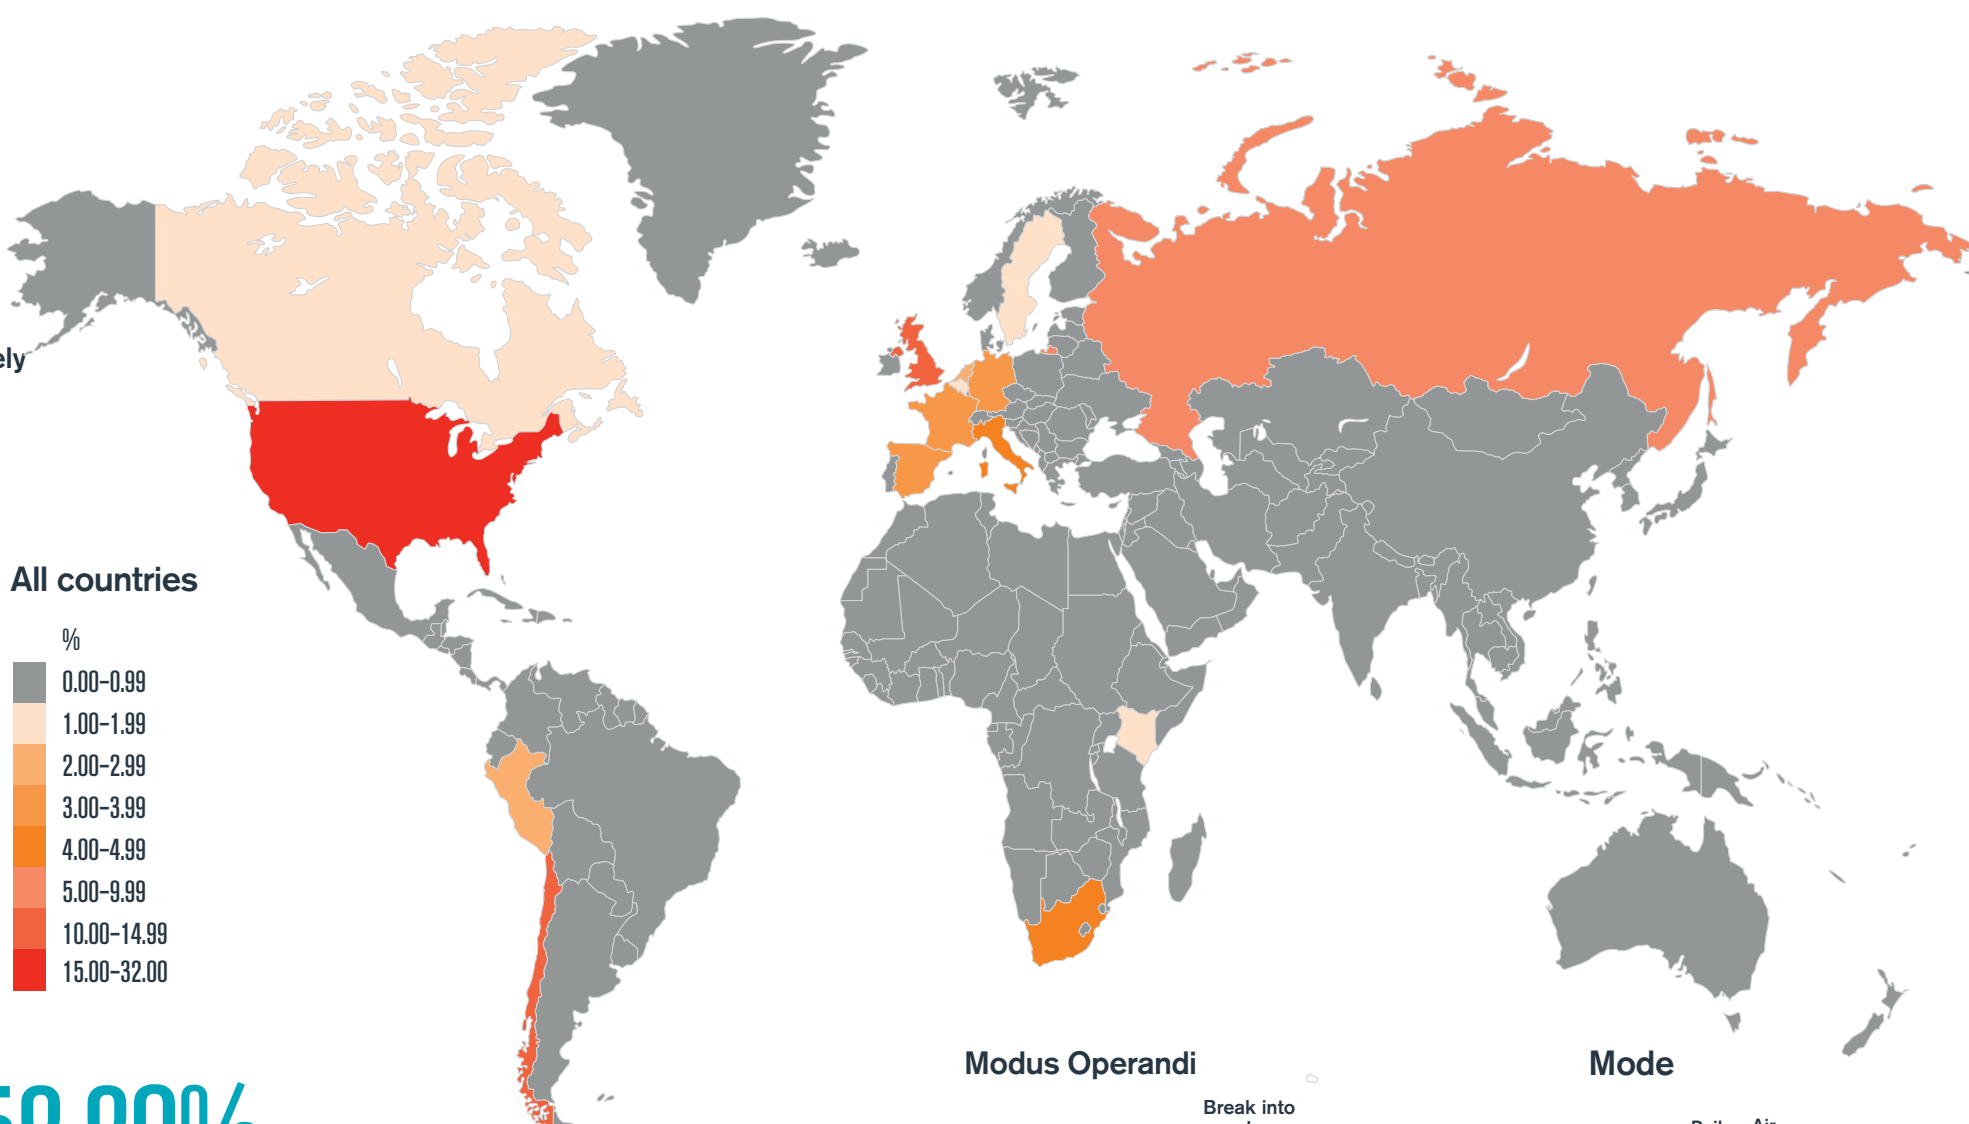 All countries
%
0.00–0.99
1.00–1.99
2.00–2.99
3.00–3.99
4.00–4.99
5.00–9.99
10.00–14.99
15.00–32.00
Modus Operandi
Mode
Break into